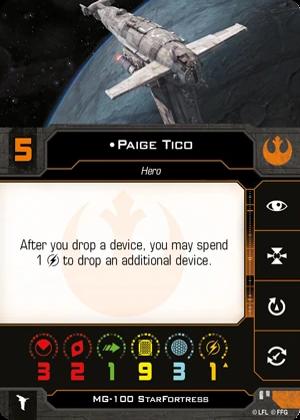 5
•Paige Tico
Hero
After you drop a device, you may spend
1 to drop an additional device.
3 2 1 9 3 1
MG-100 StarFortress
© LFL © FFG